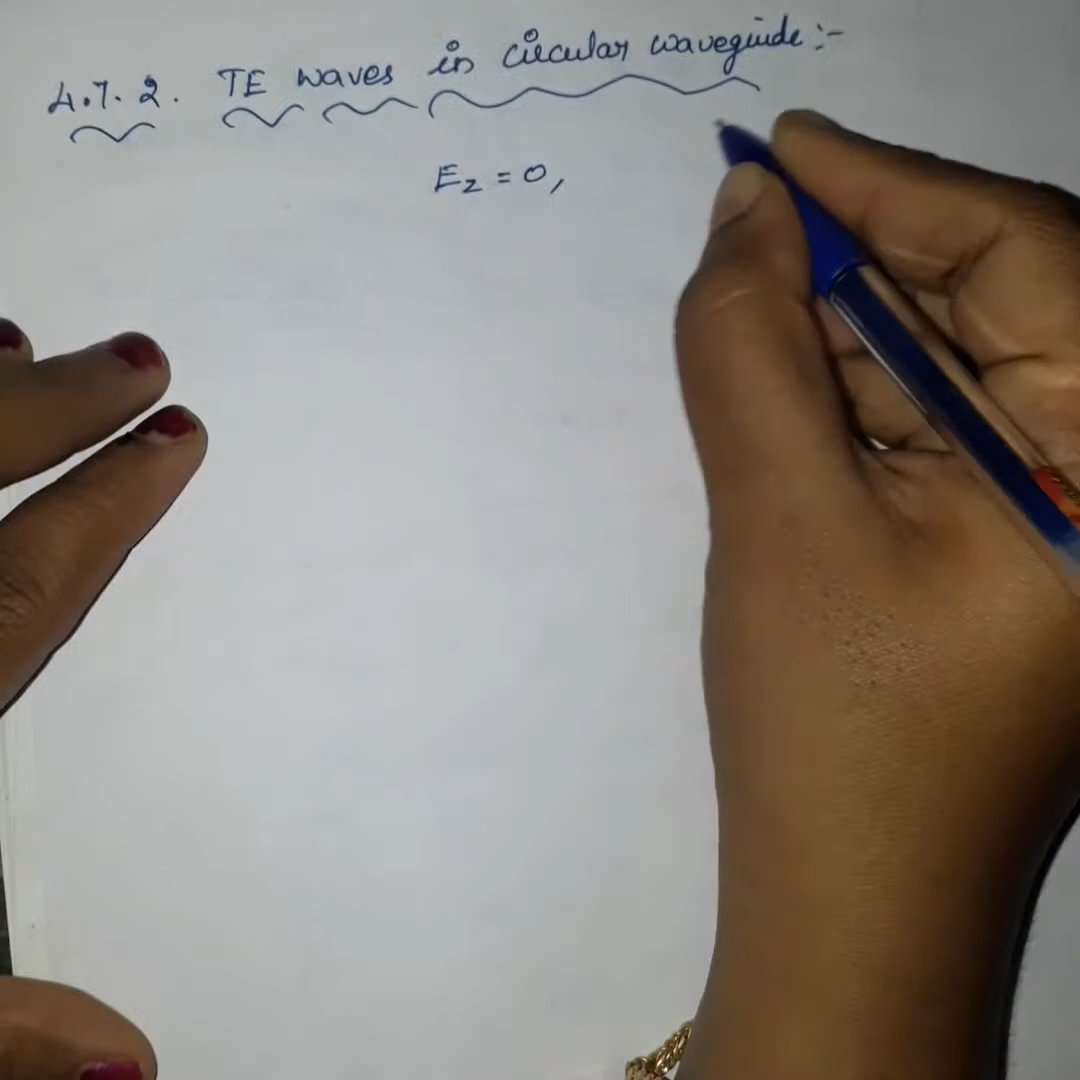 4.7.2. TE waves in circular waveguide:-
Ez = 0,